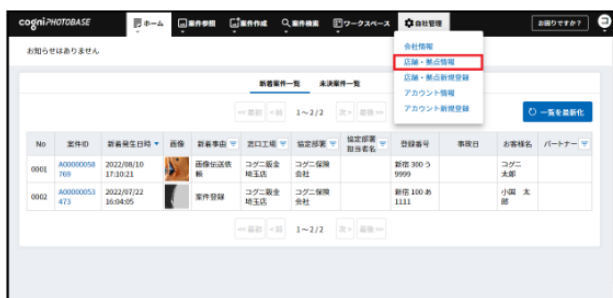 cogniPHOTOBASE ホーム 案件参照 案件作成 案件検索 ワークスペース 自社管理 お困りですか?
お知らせはありません
会社情報
店舗・拠点情報
店舗・拠点新規登録
アカウント情報
アカウント新規登録
新着案件一覧 未決案件一覧
<<最初 <前 1~2/2 次> 最後>> 一覧を最新化
No 案件ID 新着発生日時 画像 新着事由 窓口工場 協定部署 協定部署担当者名 登録番号 事故日 お客様名 パートナー
0001 A00000058769 2022/08/10 17:10:21 画像伝送依頼 コグニ鈑金埼玉店 コグニ保険会社 新宿 300 う 9999 コグニ 太郎
0002 A00000053473 2022/07/22 16:04:05 案件登録 コグニ鈑金埼玉店 コグニ保険会社 新宿 100 あ 1111 小国 太郎
<<最初 <前 1~2/2 次> 最後>>